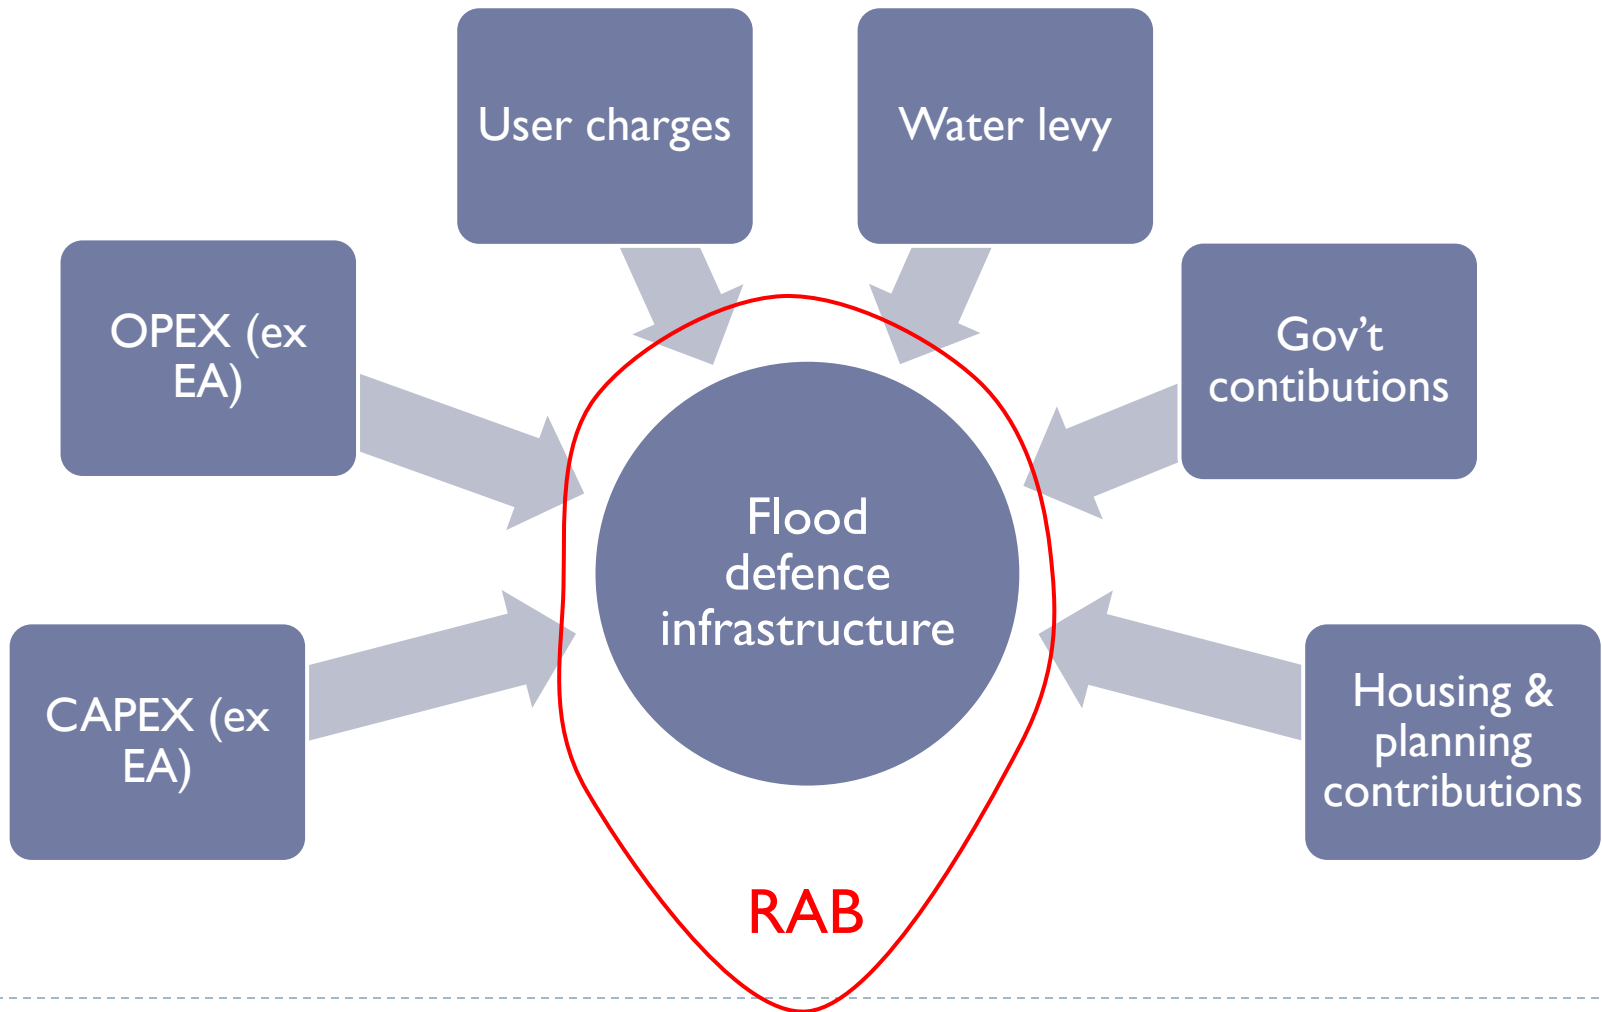 User charges
Water levy
OPEX (ex
EA)
Gov’t
contibutions
Flood
defence
infrastructure
CAPEX (ex
EA)
Housing &
planning
contributions
RAB